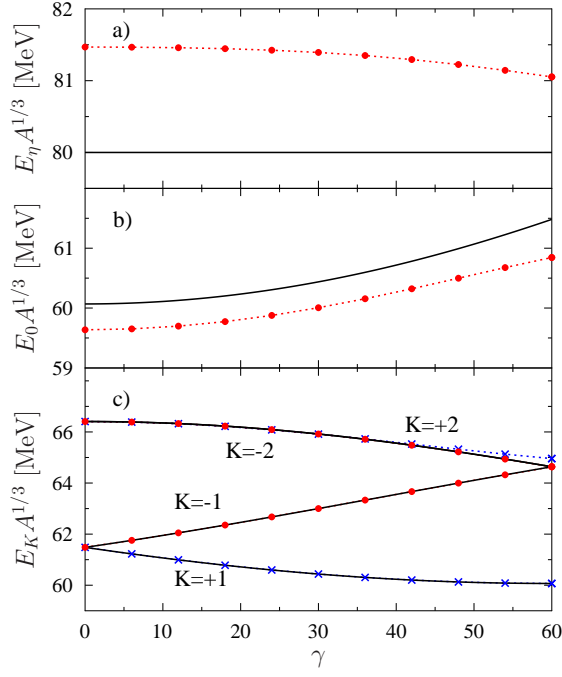 82
81
80
a)
E_η A^{1/3} [MeV]
61
60
59
b)
E_0 A^{1/3} [MeV]
66
64
62
60
c)
E_K A^{1/3} [MeV]
K=+2
K=-2
K=-1
K=+1
0 10 20 30 40 50 60
γ